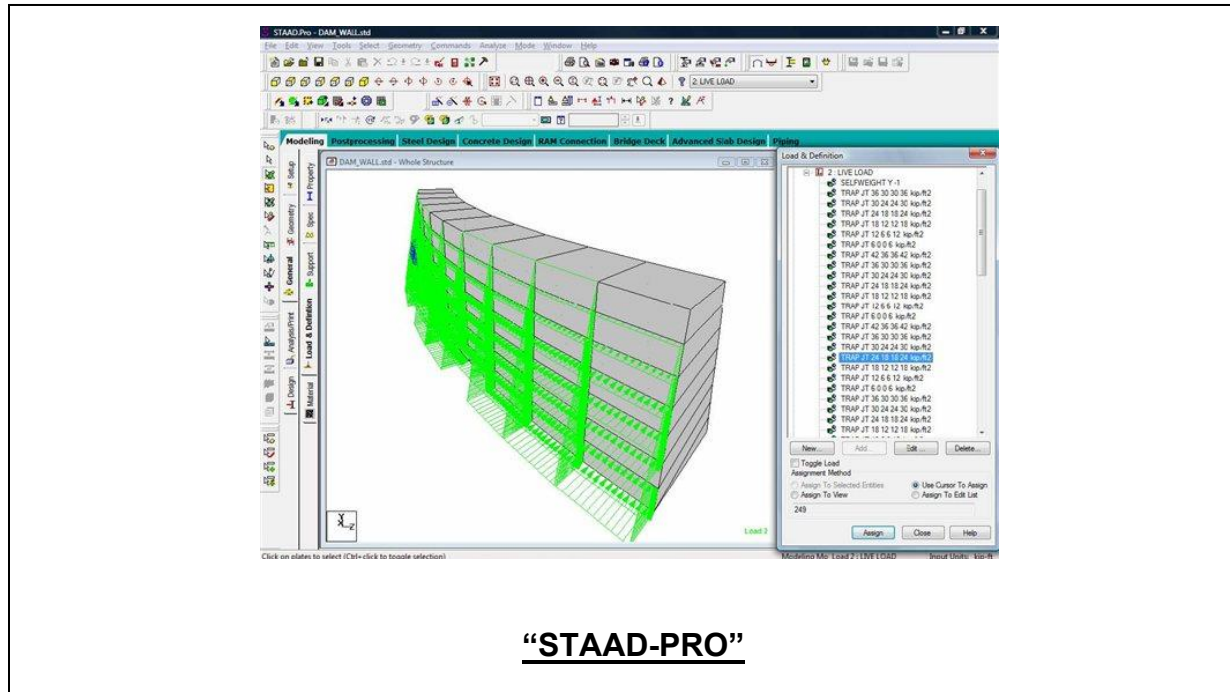 STAAD.Pro - DAM_WALL.std
File Edit View Tools Select Geometry Commands Analyze Mode Window Help
2: LIVE LOAD
Modeling Postprocessing Steel Design Concrete Design RAM Connection Bridge Deck Advanced Slab Design Piping
Setup
Geometry
General
Analysis/Print
Design
Property
Spec
Support
Load & Definition
Material
DAM_WALL.std - Whole Structure
Y
X
Z
Load 2
Load & Definition
2 : LIVE LOAD
SELFWEIGHT Y -1
TRAP JT 36 30 30 36 kip/ft2
TRAP JT 30 24 24 30 kip/ft2
TRAP JT 24 18 18 24 kip/ft2
TRAP JT 18 12 12 18 kip/ft2
TRAP JT 12 6 6 12 kip/ft2
TRAP JT 6 0 0 6 kip/ft2
TRAP JT 42 36 36 42 kip/ft2
TRAP JT 36 30 30 36 kip/ft2
TRAP JT 30 24 24 30 kip/ft2
TRAP JT 24 18 18 24 kip/ft2
TRAP JT 18 12 12 18 kip/ft2
TRAP JT 12 6 6 12 kip/ft2
TRAP JT 6 0 0 6 kip/ft2
TRAP JT 42 36 36 42 kip/ft2
TRAP JT 36 30 30 36 kip/ft2
TRAP JT 30 24 24 30 kip/ft2
TRAP JT 24 18 18 24 kip/ft2
TRAP JT 18 12 12 18 kip/ft2
TRAP JT 12 6 6 12 kip/ft2
TRAP JT 6 0 0 6 kip/ft2
TRAP JT 36 30 30 36 kip/ft2
TRAP JT 30 24 24 30 kip/ft2
TRAP JT 24 18 18 24 kip/ft2
TRAP JT 18 12 12 18 kip/ft2
New... Add... Edit... Delete...
Toggle Load
Assignment Method
Assign To Selected Entities Use Cursor To Assign
Assign To View Assign To Edit List
249
Assign Close Help
Click on plates to select (Ctrl+click to toggle selection) Modeling Mo Load 2 : LIVE LOAD Input Units: kip-ft
“STAAD-PRO”